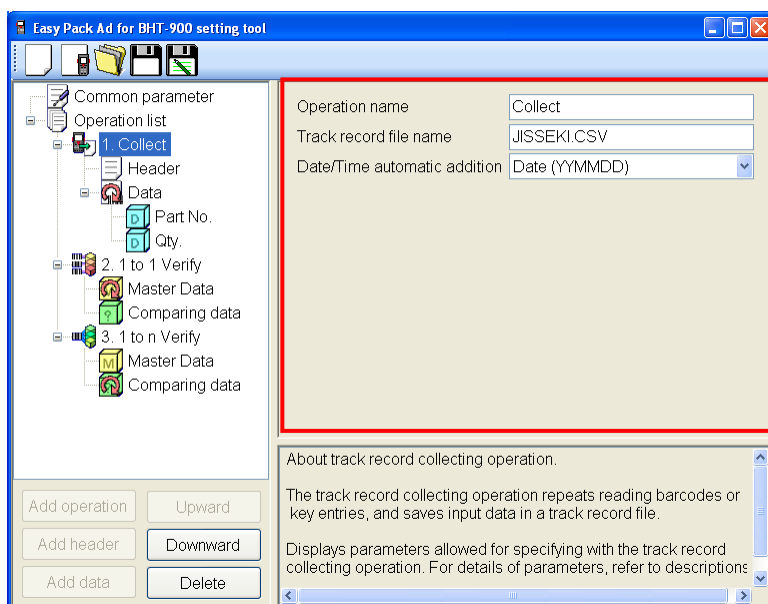 Easy Pack Ad for BHT-900 setting tool
Common parameter
Operation list
1. Collect
Header
Data
D
Part No.
D
Qty.
2. 1 to 1 Verify
Master Data
?
Comparing data
3. 1 to n Verify
M
Master Data
Comparing data
Add operation
Upward
Add header
Downward
Add data
Delete
Operation name
Collect
Track record file name
JISSEKI.CSV
Date/Time automatic addition
Date (YYMMDD)
About track record collecting operation.
The track record collecting operation repeats reading barcodes or
key entries, and saves input data in a track record file.
Displays parameters allowed for specifying with the track record
collecting operation. For details of parameters, refer to descriptions